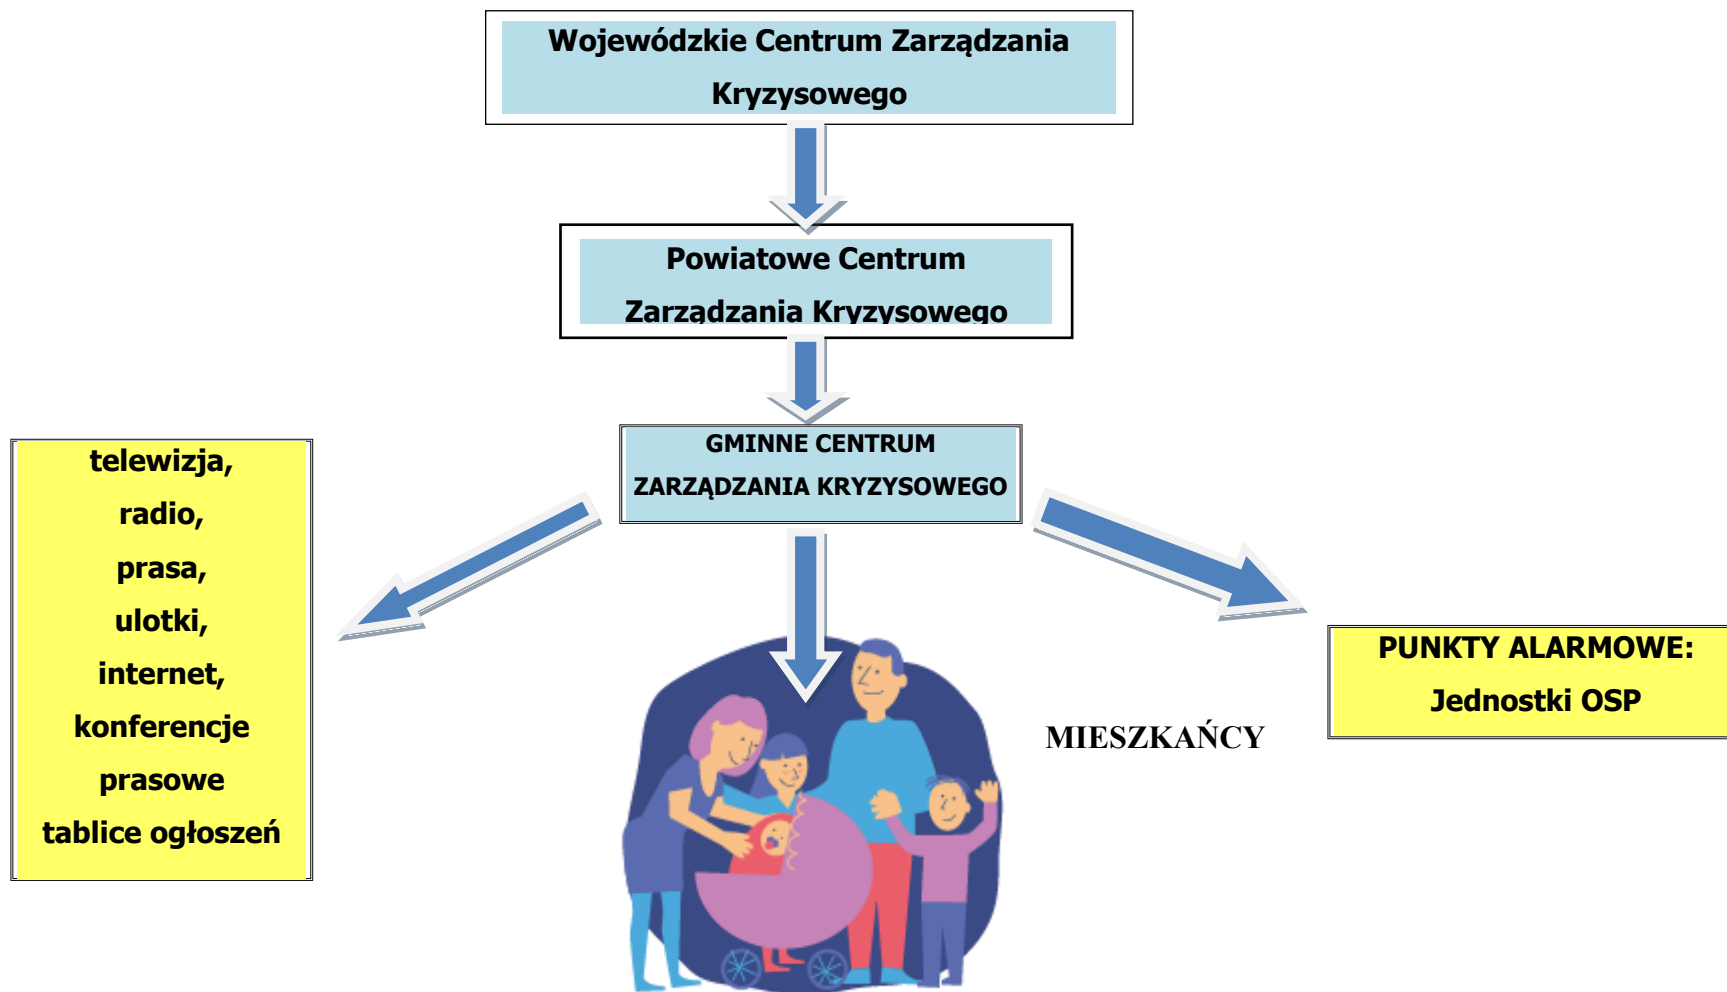 Wojewódzkie Centrum Zarządzania
Kryzysowego
Powiatowe Centrum
Zarządzania Kryzysowego
GMINNE CENTRUM
ZARZĄDZANIA KRYZYSOWEGO
telewizja,
radio,
prasa,
ulotki,
internet,
konferencje
prasowe
tablice ogłoszeń
MIESZKAŃCY
PUNKTY ALARMOWE:
Jednostki OSP